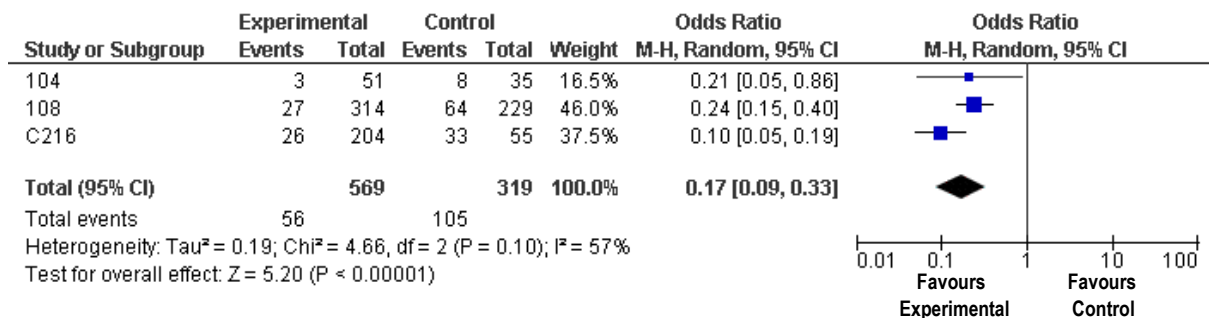 Experimental Control Odds Ratio Odds Ratio
Study or Subgroup Events Total Events Total Weight M-H, Random, 95% CI M-H, Random, 95% CI
104 3 51 8 35 16.5% 0.21 [0.05, 0.86]
108 27 314 64 229 46.0% 0.24 [0.15, 0.40]
C216 26 204 33 55 37.5% 0.10 [0.05, 0.19]
Total (95% CI) 569 319 100.0% 0.17 [0.09, 0.33]
Total events 56 105
Heterogeneity: Tau² = 0.19; Chi² = 4.66, df = 2 (P = 0.10); I² = 57%
Test for overall effect: Z = 5.20 (P < 0.00001)
0.01 0.1 1 10 100
Favours Favours
Experimental Control